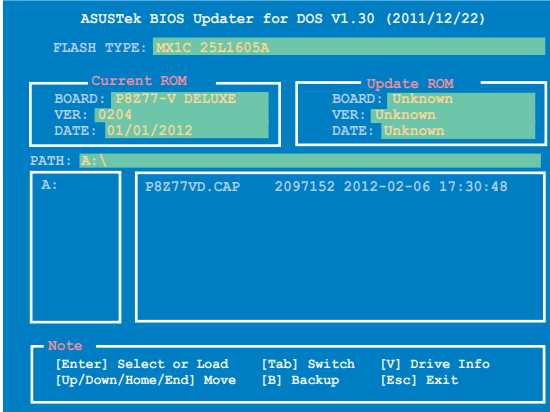 ASUSTek BIOS Updater for DOS V1.30 (2011/12/22)
FLASH TYPE: MX1C 25L1605A
Current ROM
BOARD: P8Z77-V DELUXE
VER: 0204
DATE: 01/01/2012
Update ROM
BOARD: Unknown
VER: Unknown
DATE: Unknown
PATH: A:\
A:
P8Z77VD.CAP 2097152 2012-02-06 17:30:48
Note
[Enter] Select or Load [Tab] Switch [V] Drive Info
[Up/Down/Home/End] Move [B] Backup [Esc] Exit